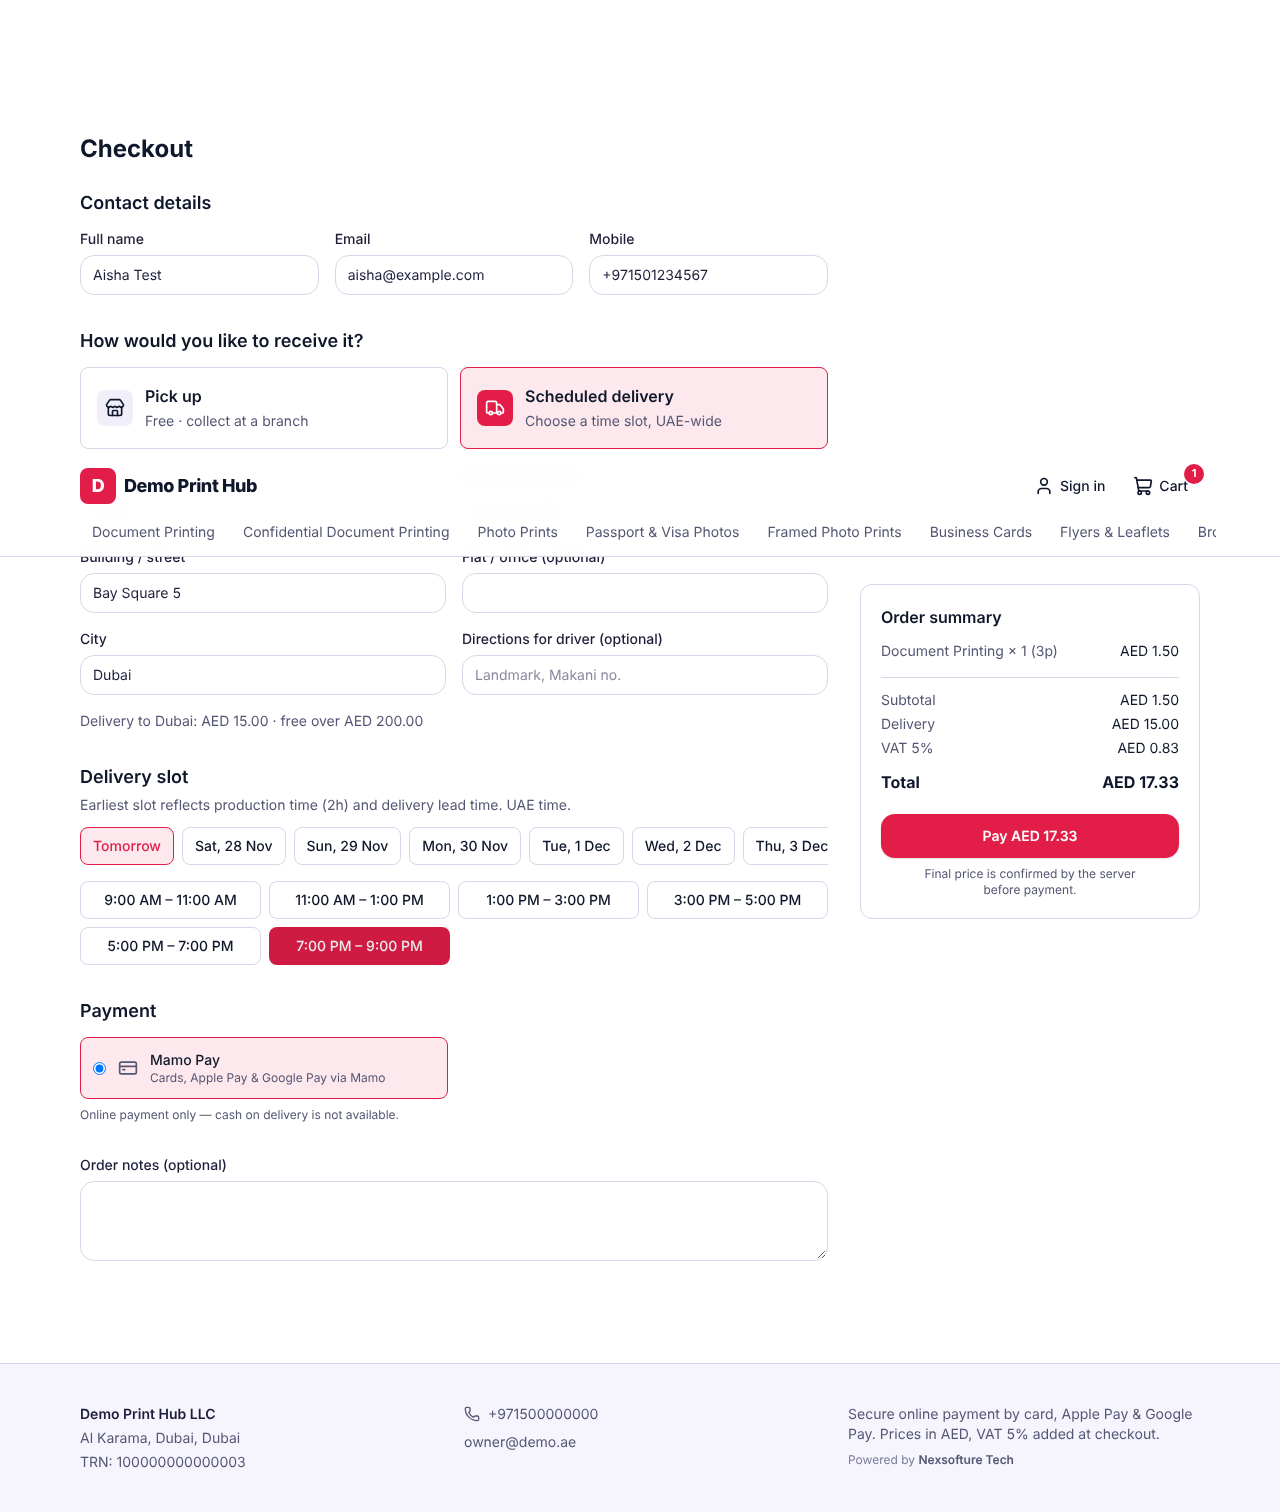 Checkout
Contact details
Full name
Email
Mobile
Aisha Test
aisha@example.com
+971501234567
How would you like to receive it?
Pick up
Free · collect at a branch
Scheduled delivery
Choose a time slot, UAE-wide
D
Demo Print Hub
Sign in
Cart
1
Document Printing
Confidential Document Printing
Photo Prints
Passport & Visa Photos
Framed Photo Prints
Business Cards
Flyers & Leaflets
Building / street
Flat / office (optional)
Bay Square 5
City
Directions for driver (optional)
Dubai
Landmark, Makani no.
Delivery to Dubai: AED 15.00 · free over AED 200.00
Delivery slot
Earliest slot reflects production time (2h) and delivery lead time. UAE time.
Tomorrow
Sat, 28 Nov
Sun, 29 Nov
Mon, 30 Nov
Tue, 1 Dec
Wed, 2 Dec
Thu, 3 Dec
9:00 AM – 11:00 AM
11:00 AM – 1:00 PM
1:00 PM – 3:00 PM
3:00 PM – 5:00 PM
5:00 PM – 7:00 PM
7:00 PM – 9:00 PM
Payment
Mamo Pay
Cards, Apple Pay & Google Pay via Mamo
Online payment only — cash on delivery is not available.
Order notes (optional)
Order summary
Document Printing × 1 (3p) AED 1.50
Subtotal AED 1.50
Delivery AED 15.00
VAT 5% AED 0.83
Total AED 17.33
Pay AED 17.33
Final price is confirmed by the server
before payment.
Demo Print Hub LLC
Al Karama, Dubai, Dubai
TRN: 100000000000003
+971500000000
owner@demo.ae
Secure online payment by card, Apple Pay & Google
Pay. Prices in AED, VAT 5% added at checkout.
Powered by Nexsofture Tech